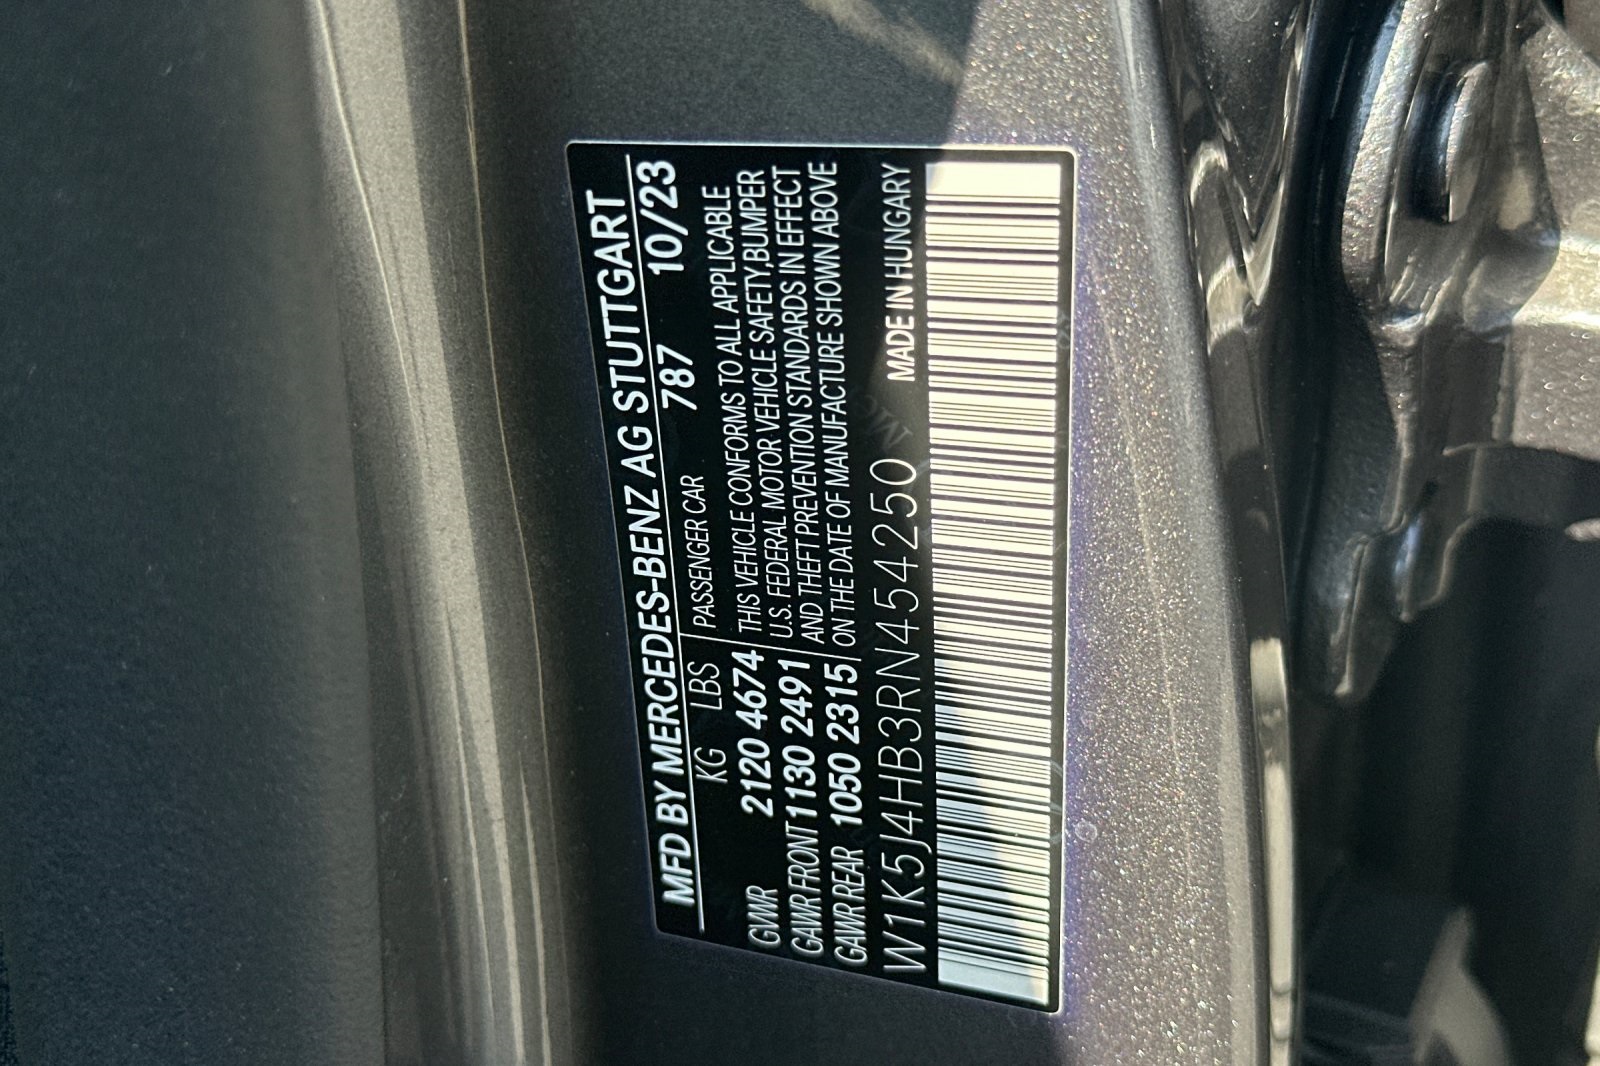 MFD BY MERCEDES-BENZ AG STUTTGART
KG LBS PASSENGER CAR 787 10/23
GVWR 2120 4674 THIS VEHICLE CONFORMS TO ALL APPLICABLE
GAWR FRONT 1130 2491 U.S. FEDERAL MOTOR VEHICLE SAFETY,BUMPER
GAWR REAR 1050 2315 AND THEFT PREVENTION STANDARDS IN EFFECT
ON THE DATE OF MANUFACTURE SHOWN ABOVE
W1K5J4HB3RN454250 MADE IN HUNGARY